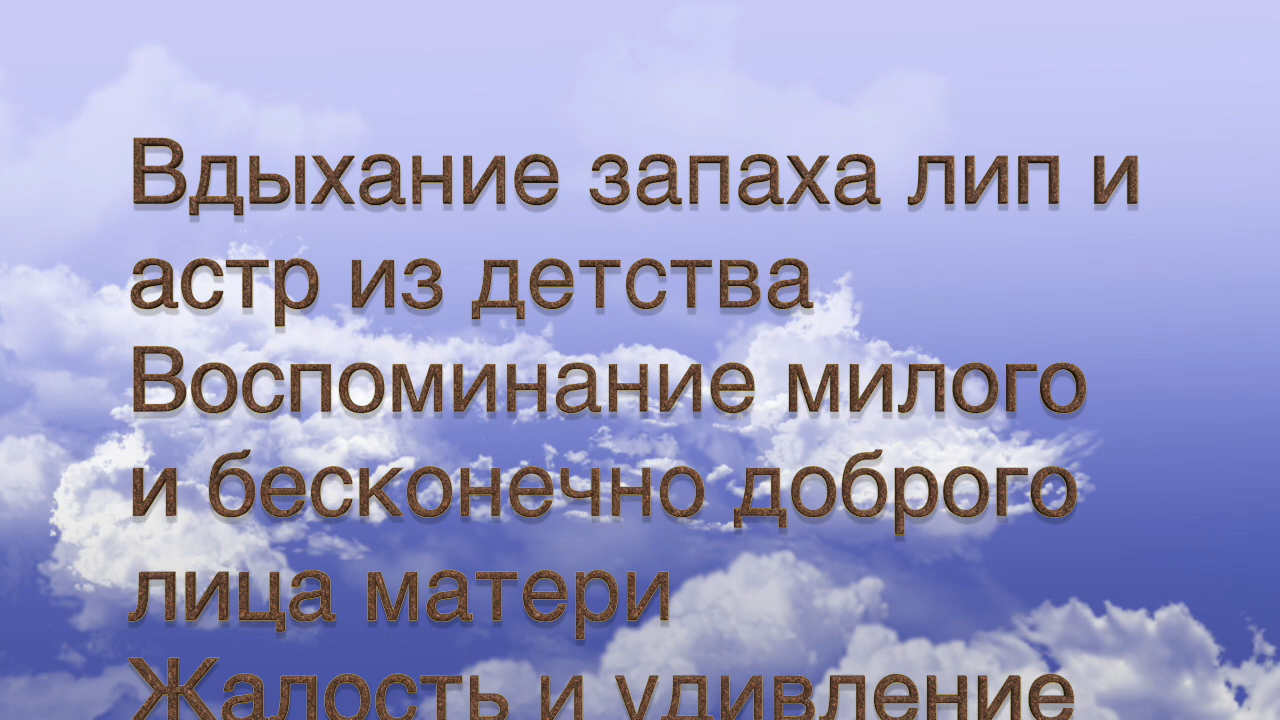 Вдыхание запаха лип и
астр из детства
Воспоминание милого
и бесконечно доброго
лица матери
Жалость и удивление